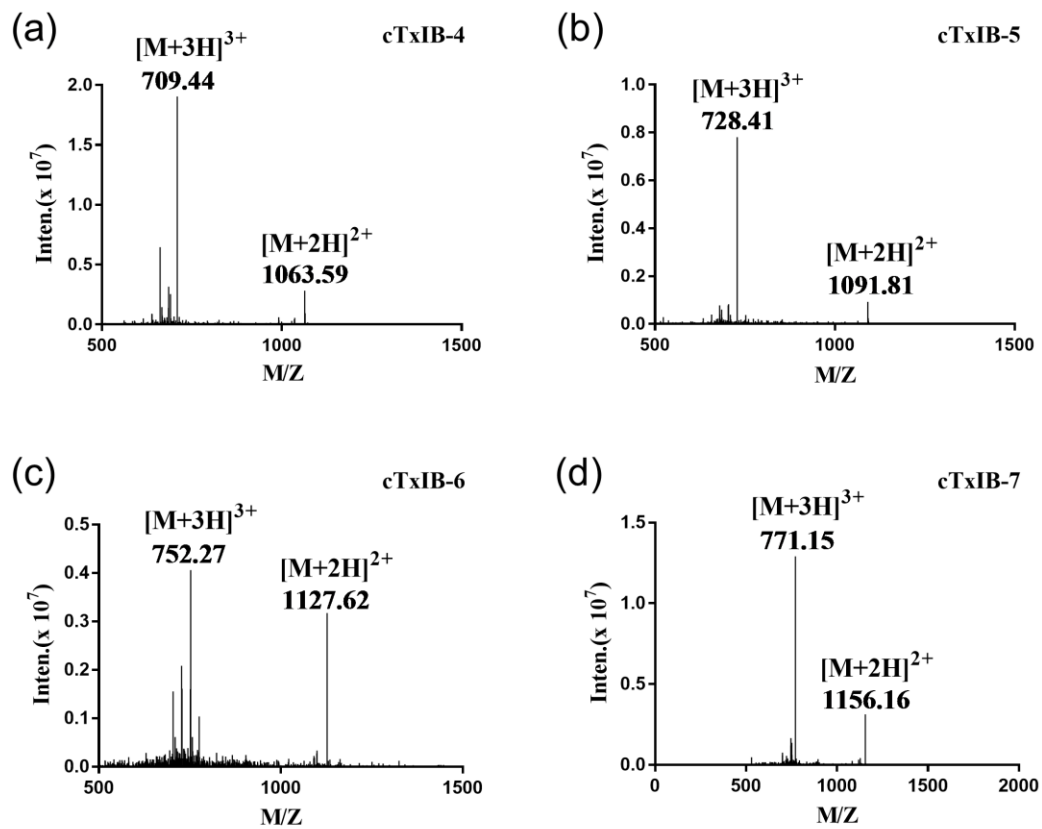 (a)
cTxIB-4
[M+3H]³⁺
709.44
[M+2H]²⁺
1063.59
Inten.(x 10⁷)
2.0
1.5
1.0
0.5
0.0
500
1000
1500
M/Z
(b)
cTxIB-5
[M+3H]³⁺
728.41
[M+2H]²⁺
1091.81
Inten.(x 10⁷)
1.0
0.8
0.6
0.4
0.2
0.0
500
1000
1500
M/Z
(c)
cTxIB-6
[M+3H]³⁺
752.27
[M+2H]²⁺
1127.62
Inten.(x 10⁷)
0.5
0.4
0.3
0.2
0.1
0.0
500
1000
1500
M/Z
(d)
cTxIB-7
[M+3H]³⁺
771.15
[M+2H]²⁺
1156.16
Inten.(x 10⁷)
1.5
1.0
0.5
0.0
0
500
1000
1500
2000
M/Z